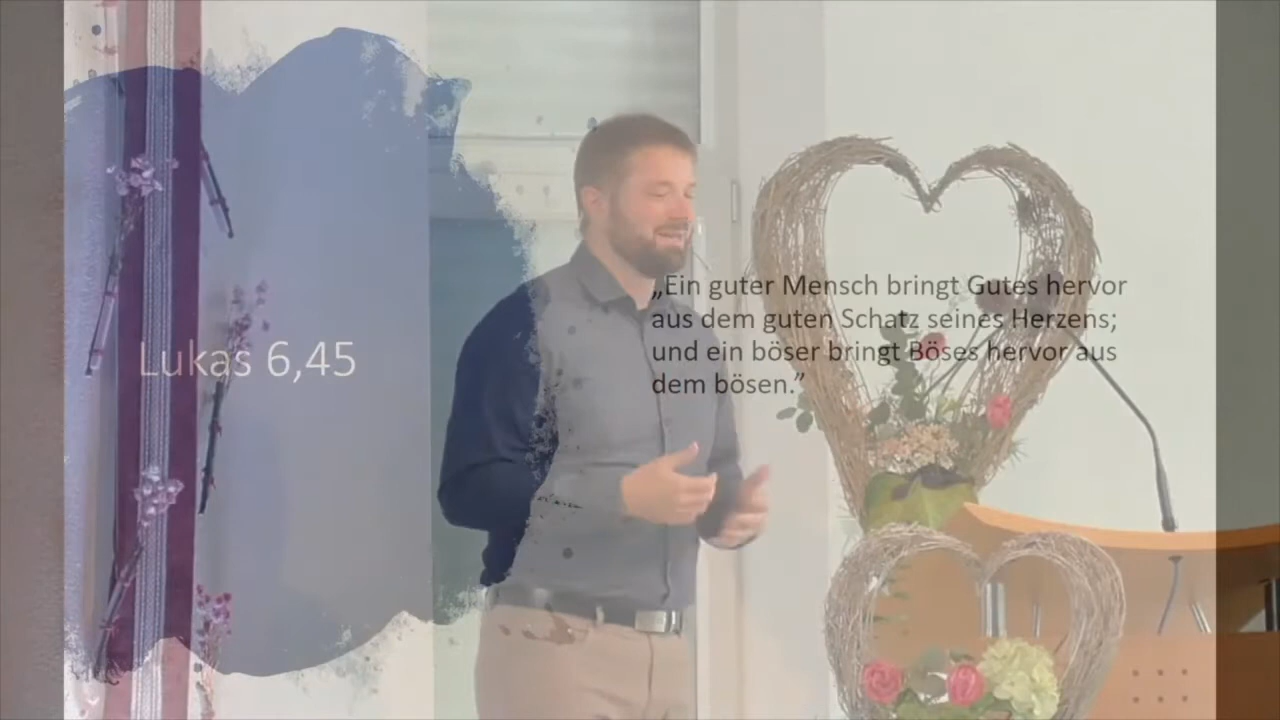 Lukas 6,45
„Ein guter Mensch bringt Gutes hervor
aus dem guten Schatz seines Herzens;
und ein böser bringt Böses hervor aus
dem bösen.”